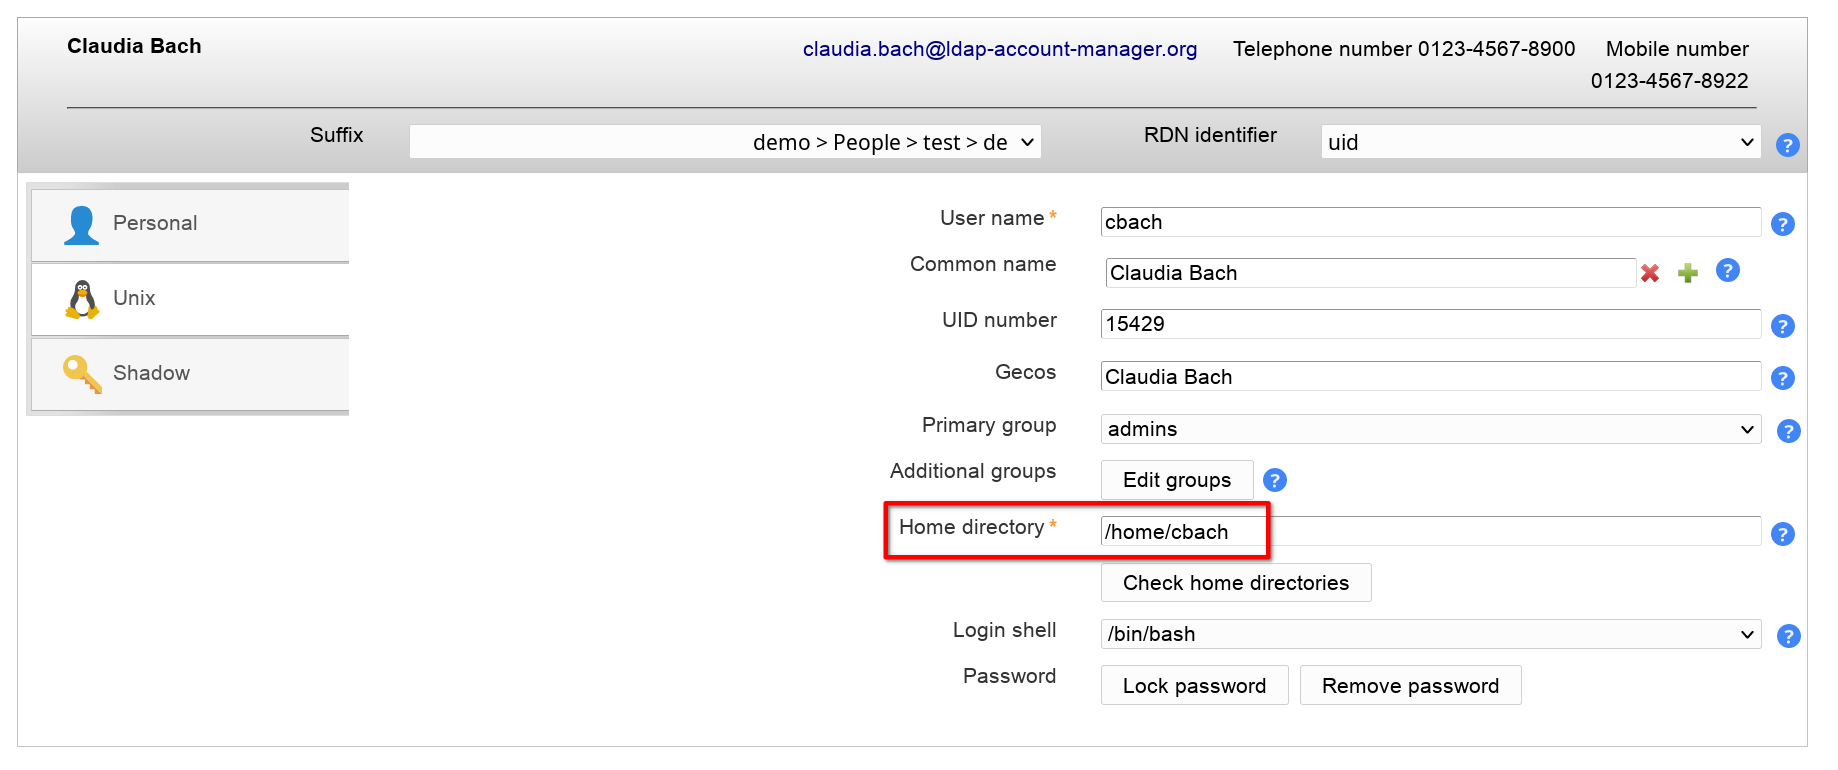 Claudia Bach
claudia.bach@ldap-account-manager.org Telephone number 0123-4567-8900 Mobile number
0123-4567-8922
Suffix demo > People > test > de RDN identifier uid ?
Personal
Unix
Shadow
User name * cbach ?
Common name Claudia Bach ?
UID number 15429 ?
Gecos Claudia Bach ?
Primary group admins ?
Additional groups Edit groups ?
Home directory * /home/cbach ?
Check home directories
Login shell /bin/bash ?
Password Lock password Remove password